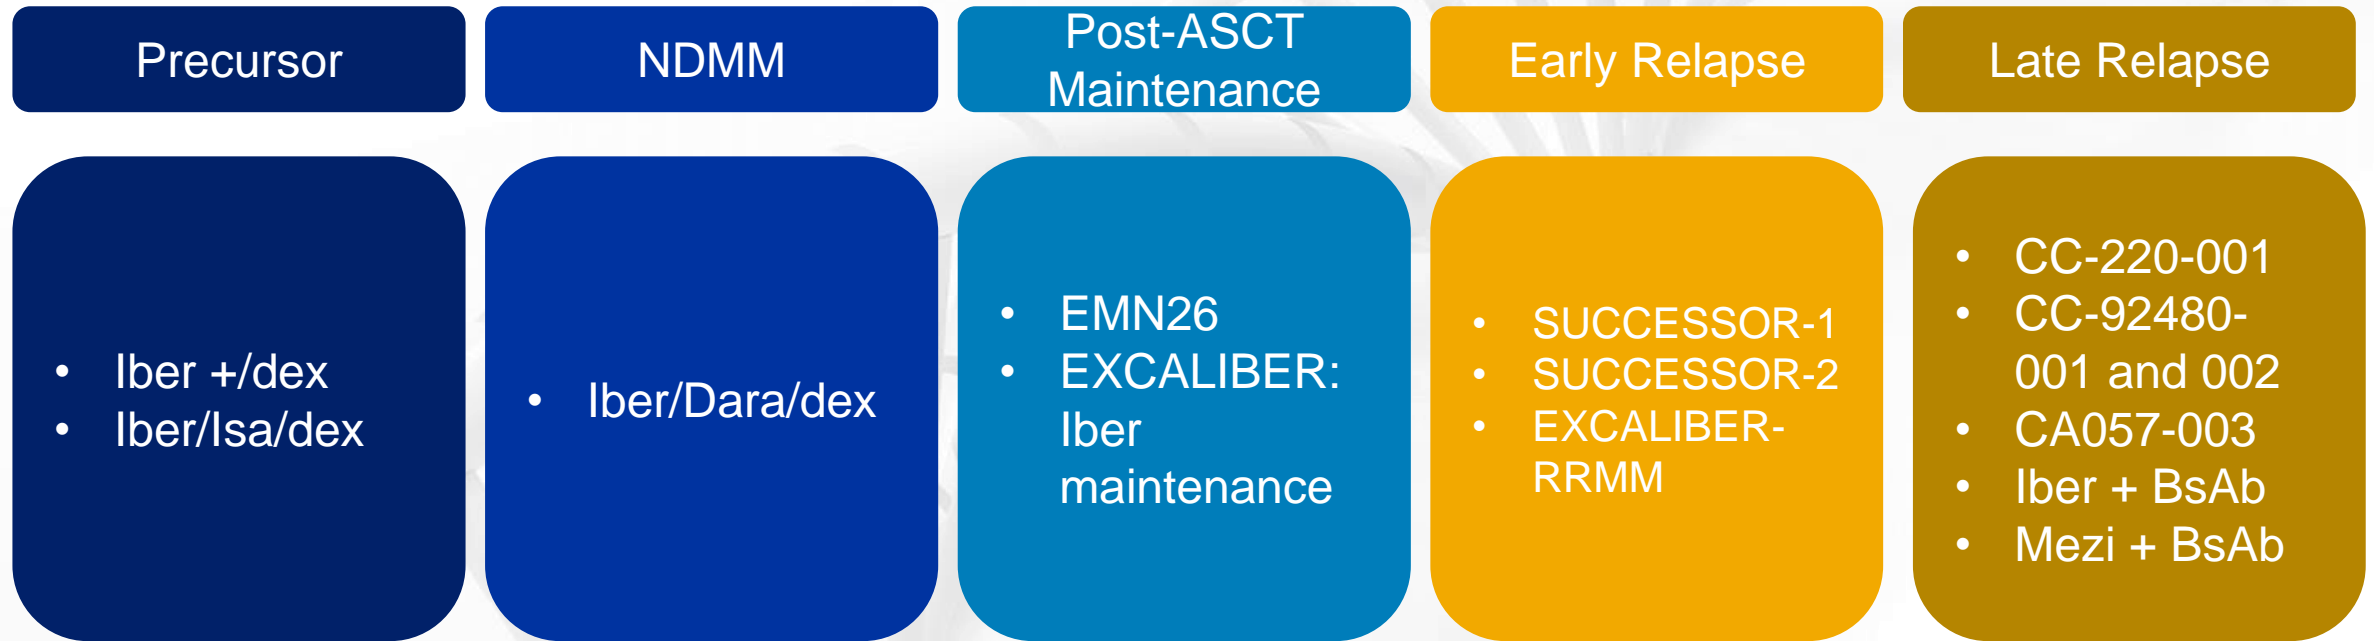 Precursor
NDMM
Post-ASCT
Maintenance
Early Relapse
Late Relapse
• Iber +/dex
• Iber/Isa/dex
• Iber/Dara/dex
• EMN26
• EXCALIBER:
Iber
maintenance
• SUCCESSOR-1
• SUCCESSOR-2
• EXCALIBER-
RRMM
• CC-220-001
• CC-92480-
001 and 002
• CA057-003
• Iber + BsAb
• Mezi + BsAb